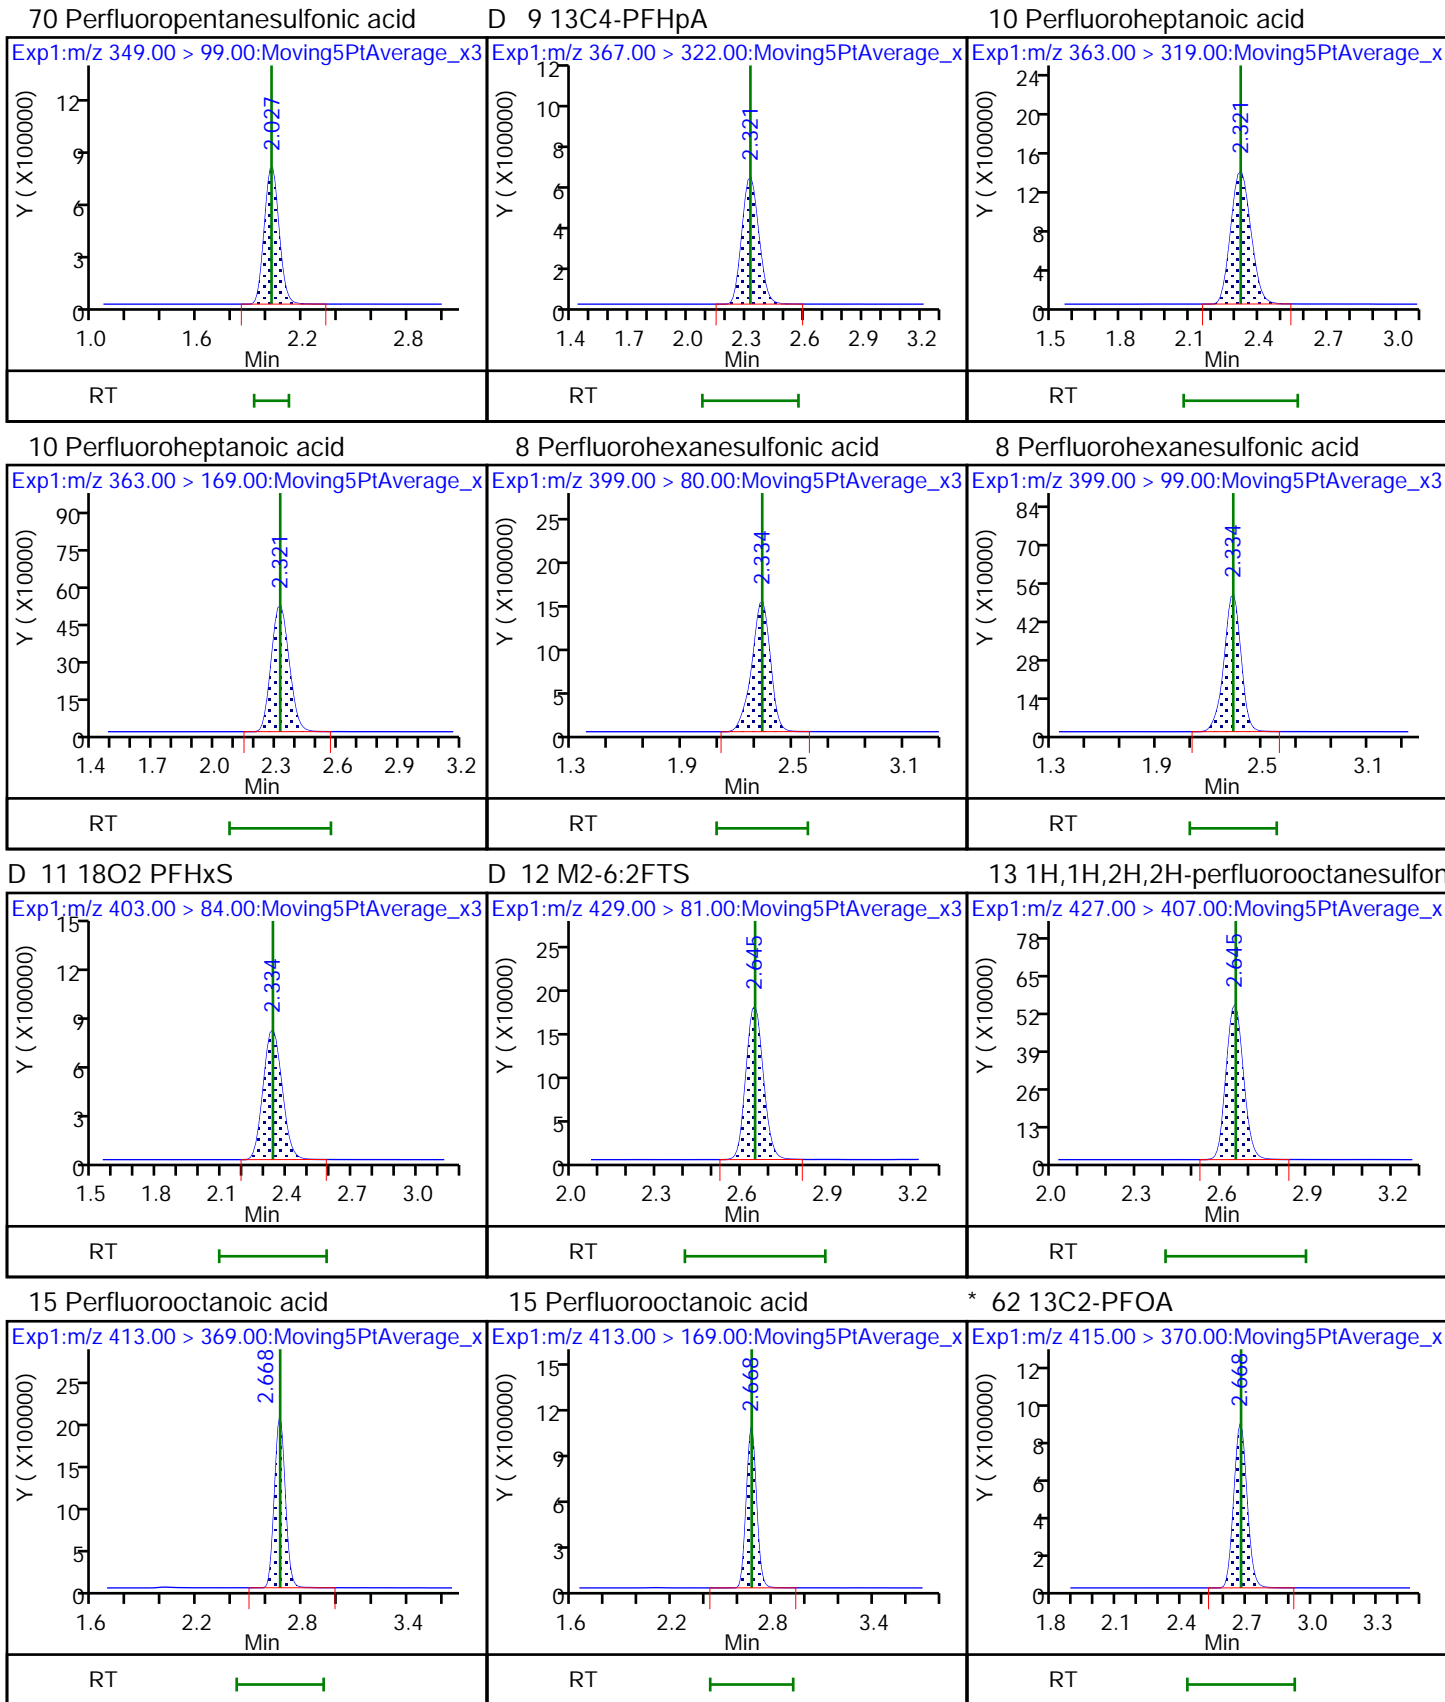 70 Perfluoropentanesulfonic acid
Exp1:m/z 349.00 > 99.00:Moving5PtAverage_x3
Y ( X100000)
12
9
6
3
0
2.027
1.0 1.6 2.2 2.8
Min
RT
D 9 13C4-PFHpA
Exp1:m/z 367.00 > 322.00:Moving5PtAverage_x
Y ( X100000)
12
10
8
6
4
2
0
2.321
1.4 1.7 2.0 2.3 2.6 2.9 3.2
Min
RT
10 Perfluoroheptanoic acid
Exp1:m/z 363.00 > 319.00:Moving5PtAverage_x
Y ( X100000)
24
20
16
12
8
4
0
2.321
1.5 1.8 2.1 2.4 2.7 3.0
Min
RT
10 Perfluoroheptanoic acid
Exp1:m/z 363.00 > 169.00:Moving5PtAverage_x
Y ( X10000)
90
75
60
45
30
15
0
2.321
1.4 1.7 2.0 2.3 2.6 2.9 3.2
Min
RT
8 Perfluorohexanesulfonic acid
Exp1:m/z 399.00 > 80.00:Moving5PtAverage_x3
Y ( X100000)
25
20
15
10
5
0
2.334
1.3 1.9 2.5 3.1
Min
RT
8 Perfluorohexanesulfonic acid
Exp1:m/z 399.00 > 99.00:Moving5PtAverage_x3
Y ( X10000)
84
70
56
42
28
14
0
2.334
1.3 1.9 2.5 3.1
Min
RT
D 11 18O2 PFHxS
Exp1:m/z 403.00 > 84.00:Moving5PtAverage_x3
Y ( X100000)
15
12
9
6
3
0
2.334
1.5 1.8 2.1 2.4 2.7 3.0
Min
RT
D 12 M2-6:2FTS
Exp1:m/z 429.00 > 81.00:Moving5PtAverage_x3
Y ( X10000)
25
20
15
10
5
0
2.645
2.0 2.3 2.6 2.9 3.2
Min
RT
13 1H,1H,2H,2H-perfluorooctanesulfon
Exp1:m/z 427.00 > 407.00:Moving5PtAverage_x
Y ( X10000)
78
65
52
39
26
13
0
2.645
2.0 2.3 2.6 2.9 3.2
Min
RT
15 Perfluorooctanoic acid
Exp1:m/z 413.00 > 369.00:Moving5PtAverage_x
Y ( X100000)
25
20
15
10
5
0
2.668
1.6 2.2 2.8 3.4
Min
RT
15 Perfluorooctanoic acid
Exp1:m/z 413.00 > 169.00:Moving5PtAverage_x
Y ( X100000)
15
12
9
6
3
0
2.668
1.6 2.2 2.8 3.4
Min
RT
* 62 13C2-PFOA
Exp1:m/z 415.00 > 370.00:Moving5PtAverage_x
Y ( X100000)
12
10
8
6
4
2
0
2.668
1.8 2.1 2.4 2.7 3.0 3.3
Min
RT